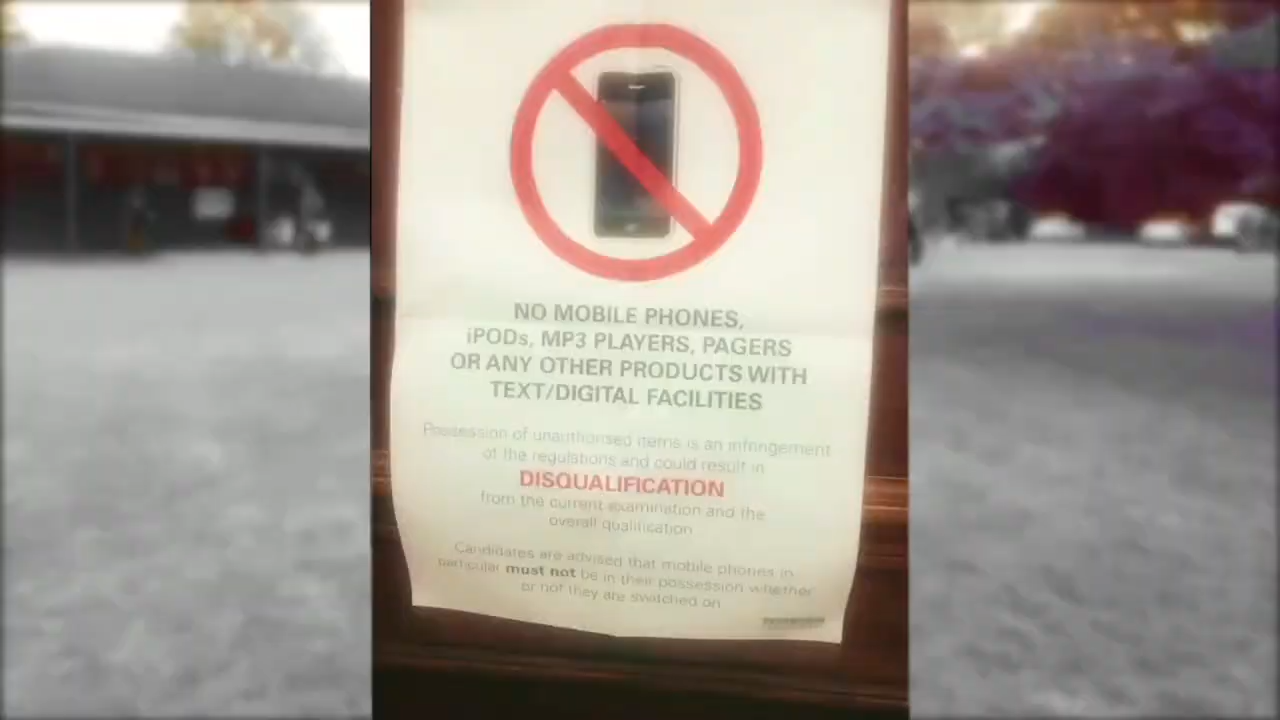 NO MOBILE PHONES,
iPODs, MP3 PLAYERS, PAGERS
OR ANY OTHER PRODUCTS WITH
TEXT/DIGITAL FACILITIES
Possession of unauthorised items is an infringement
of the regulations and could result in
DISQUALIFICATION
from the current examination and the
overall qualification
Candidates are advised that mobile phones in
particular must not be in their possession whether
or not they are switched on